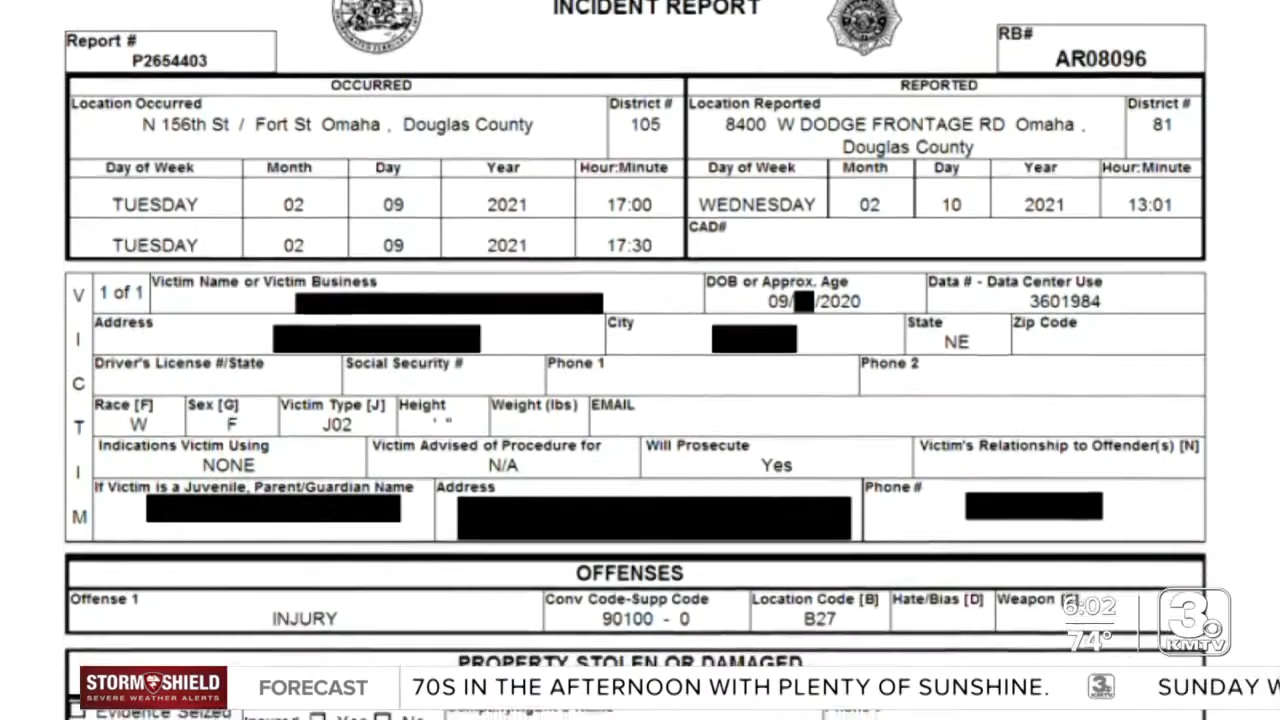 INCIDENT REPORT
Report #
P2654403
RB#
AR08096
OCCURRED
REPORTED
Location Occurred
N 156th St / Fort St Omaha , Douglas County
District #
105
Location Reported
8400 W DODGE FRONTAGE RD Omaha ,
Douglas County
District #
81
Day of Week Month Day Year Hour:Minute
Day of Week Month Day Year Hour:Minute
TUESDAY 02 09 2021 17:00
WEDNESDAY 02 10 2021 13:01
TUESDAY 02 09 2021 17:30
CAD#
VICTIM
1 of 1
Victim Name or Victim Business
DOB or Approx. Age
09/ /2020
Data # - Data Center Use
3601984
Address
City
State
NE
Zip Code
Driver's License #/State
Social Security #
Phone 1
Phone 2
Race [F]
W
Sex [G]
F
Victim Type [J]
J02
Height
' "
Weight (lbs)
EMAIL
Indications Victim Using
NONE
Victim Advised of Procedure for
N/A
Will Prosecute
Yes
Victim's Relationship to Offender(s) [N]
If Victim is a Juvenile, Parent/Guardian Name
Address
Phone #
OFFENSES
Offense 1
INJURY
Conv Code-Supp Code
90100 - 0
Location Code [B]
B27
Hate/Bias [D]
Weapon
6:02
74°
3
KMTV
PROPERTY STOLEN OR DAMAGED
STORM SHIELD
SEVERE WEATHER ALERTS
FORECAST
70S IN THE AFTERNOON WITH PLENTY OF SUNSHINE.
3
SUNDAY W
Evidence Seized